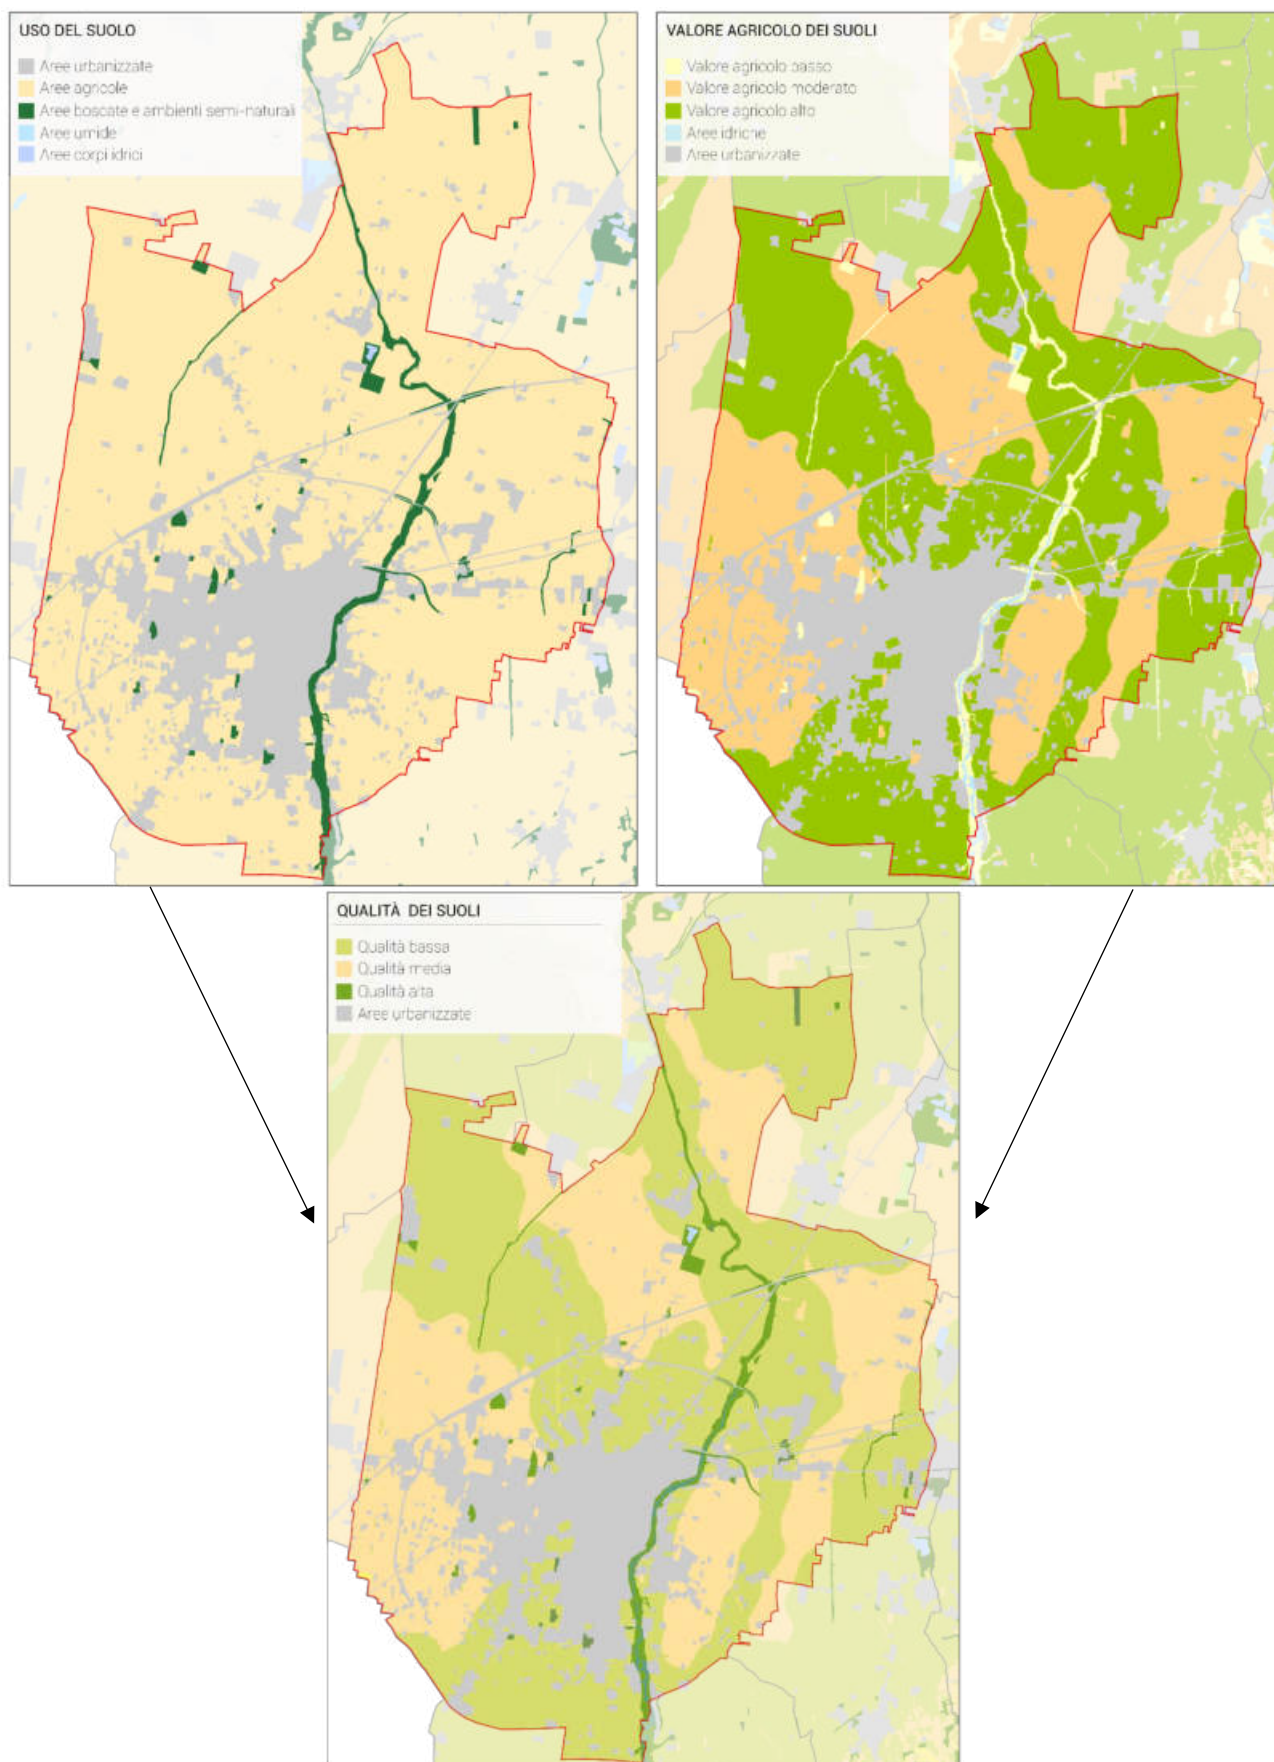 USO DEL SUOLO
Aree urbanizzate
Aree agricole
Aree boscate e ambienti semi-naturali
Aree umide
Aree corpi idrici
VALORE AGRICOLO DEI SUOLI
Valore agricolo basso
Valore agricolo moderato
Valore agricolo alto
Aree idriche
Aree urbanizzate
QUALITÀ DEI SUOLI
Qualità bassa
Qualità media
Qualità alta
Aree urbanizzate